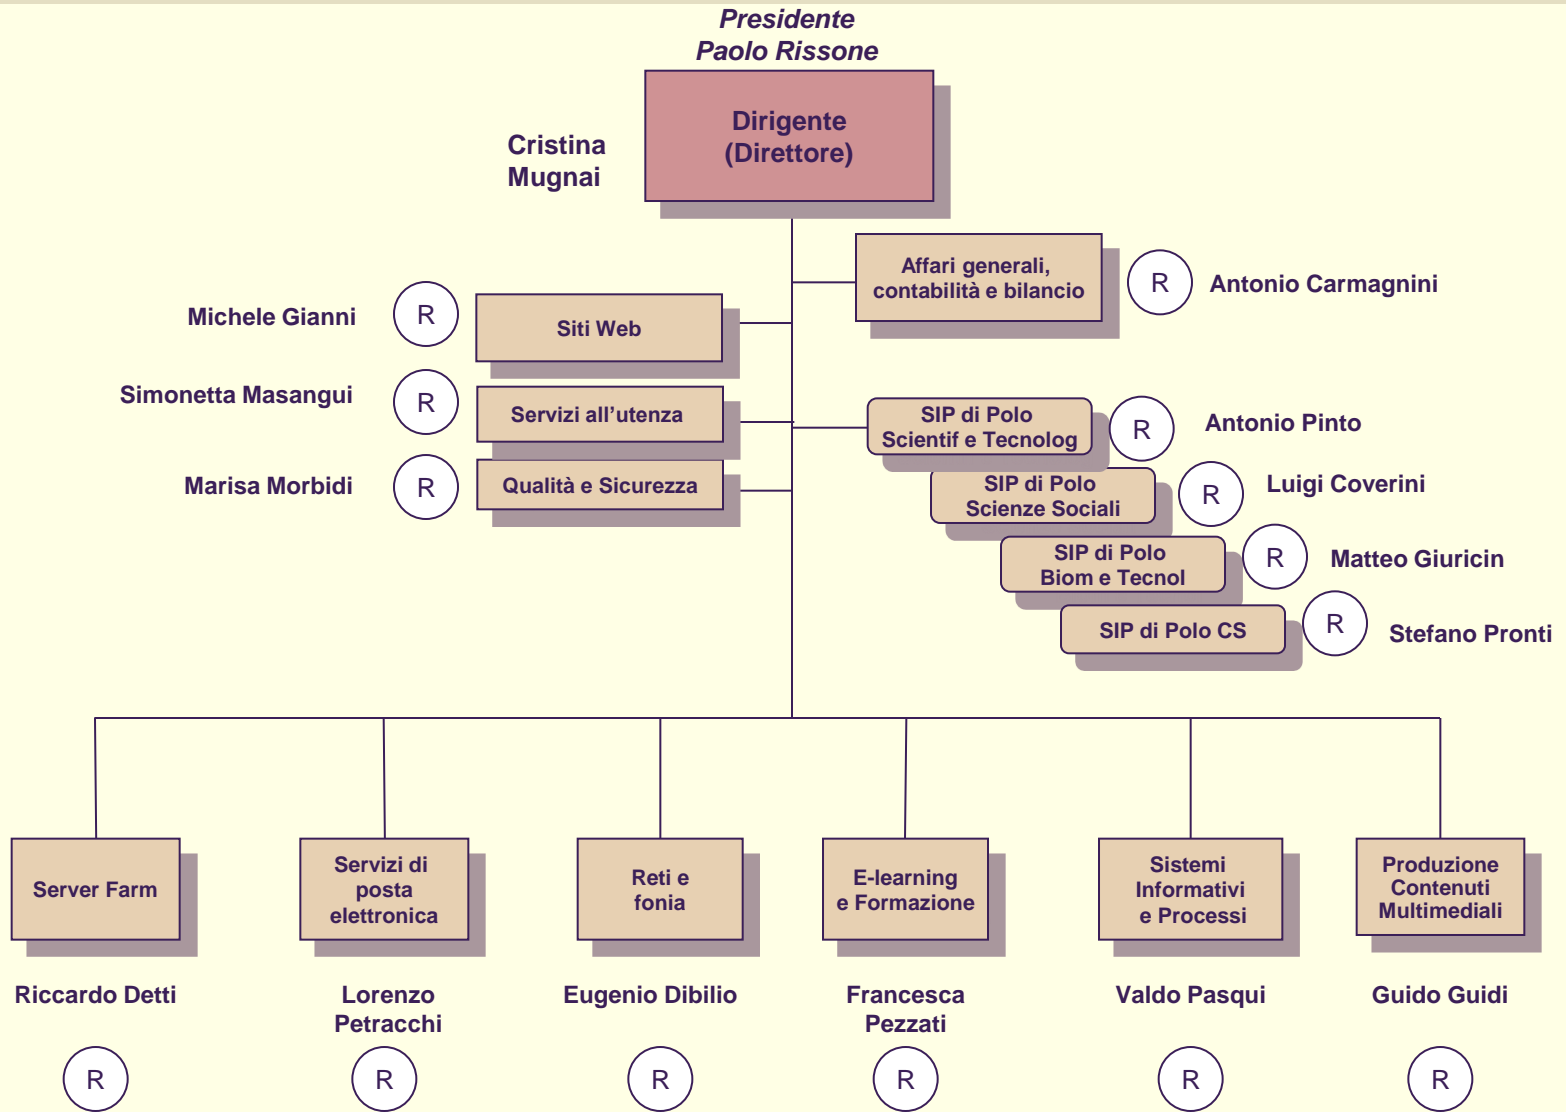 Presidente
Paolo Rissone
Dirigente
(Direttore)
Cristina
Mugnai
Affari generali,
contabilità e bilancio
R
Antonio Carmagnini
Michele Gianni
R
Siti Web
Simonetta Masangui
R
Servizi all’utenza
Marisa Morbidi
R
Qualità e Sicurezza
SIP di Polo
Scientif e Tecnolog
R
Antonio Pinto
SIP di Polo
Scienze Sociali
R
Luigi Coverini
SIP di Polo
Biom e Tecnol
R
Matteo Giuricin
SIP di Polo CS
R
Stefano Pronti
Server Farm
Servizi di
posta
elettronica
Reti e
fonia
E-learning
e Formazione
Sistemi
Informativi
e Processi
Produzione
Contenuti
Multimediali
Riccardo Detti
Lorenzo
Petracchi
Eugenio Dibilio
Francesca
Pezzati
Valdo Pasqui
Guido Guidi
R
R
R
R
R
R